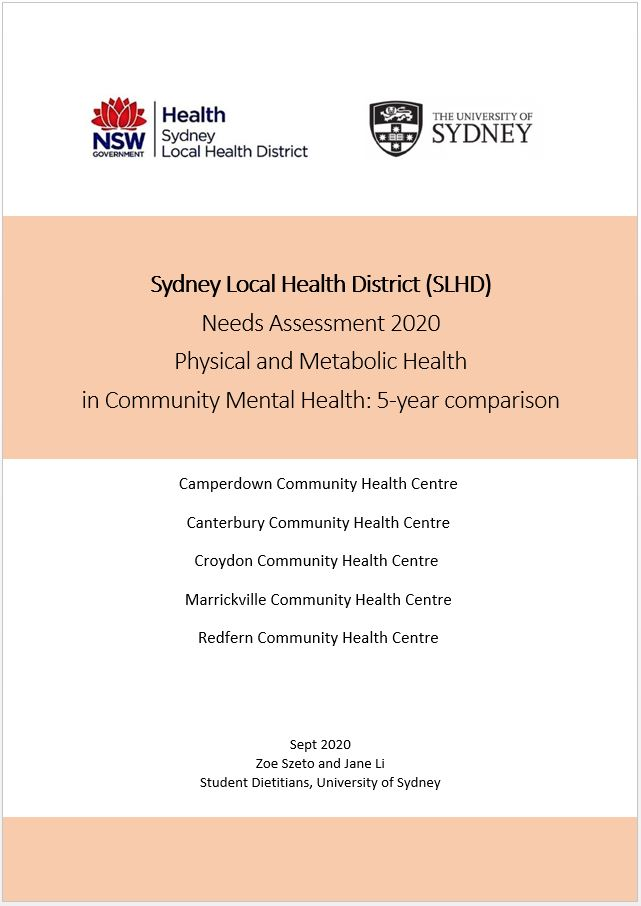 NSW
GOVERNMENT
Health
Sydney
Local Health District
THE UNIVERSITY OF
SYDNEY
Sydney Local Health District (SLHD)
Needs Assessment 2020
Physical and Metabolic Health
in Community Mental Health: 5-year comparison
Camperdown Community Health Centre
Canterbury Community Health Centre
Croydon Community Health Centre
Marrickville Community Health Centre
Redfern Community Health Centre
Sept 2020
Zoe Szeto and Jane Li
Student Dietitians, University of Sydney